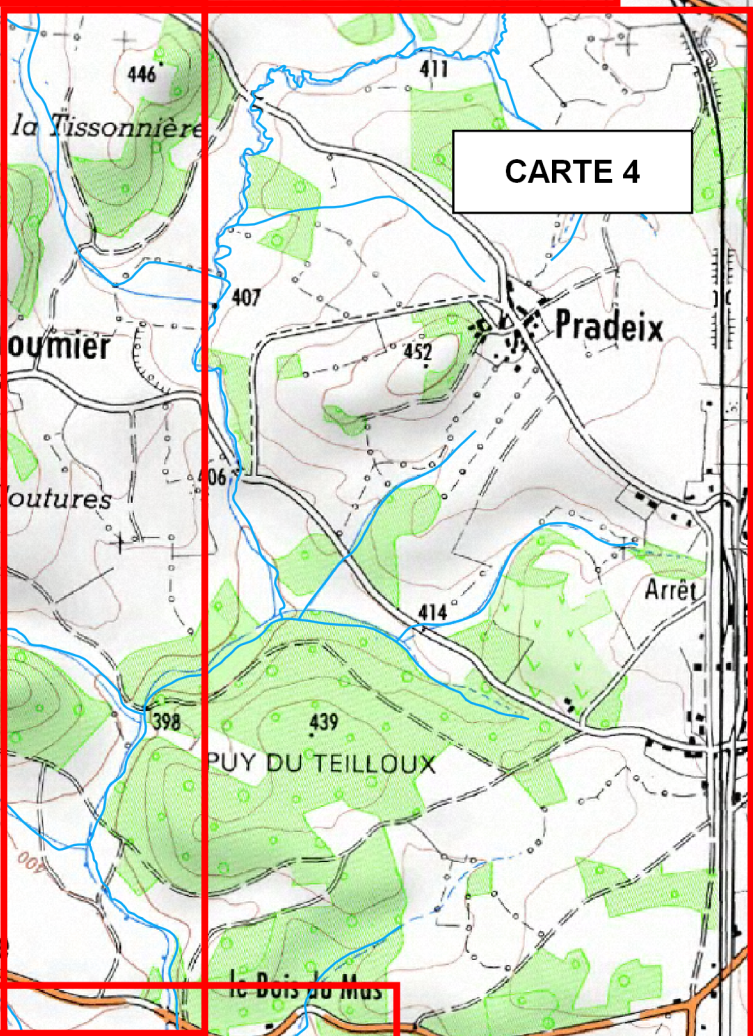 446
411
la Tissonnière
CARTE 4
407
Pradeix
oumier
452
406
outures
Arrêt
414
398
439
PUY DU TEILLOUX
400
le Bois du Mas